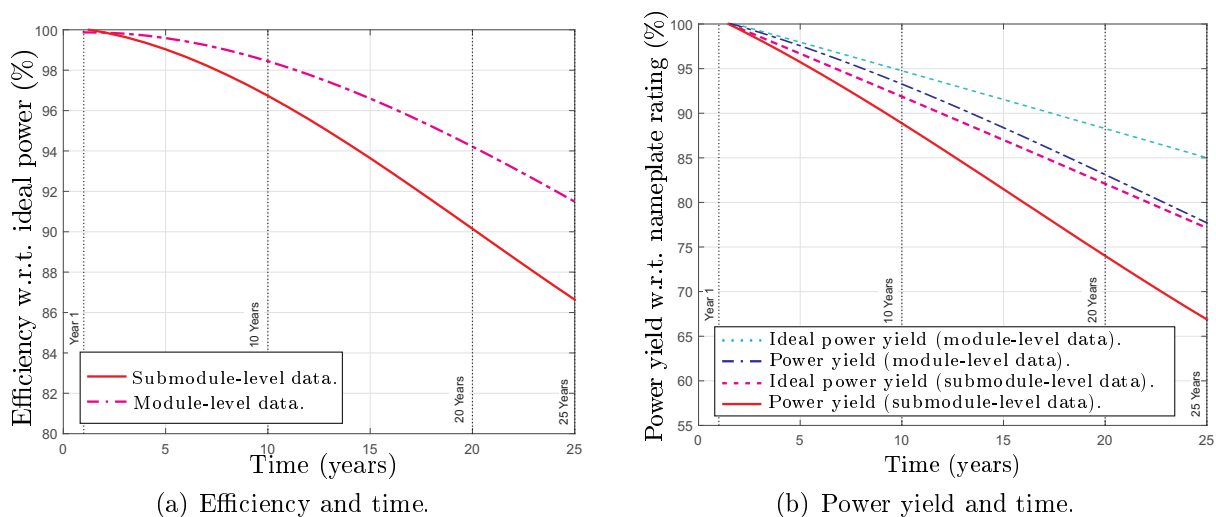 Efficiency w.r.t. ideal power (%)
100
98
96
94
92
90
88
86
84
82
80
Year 1
10 Years
20 Years
25 Years
Submodule-level data.
Module-level data.
0
5
10
15
20
25
Time (years)
(a) Efficiency and time.
Power yield w.r.t. nameplate rating (%)
100
95
90
85
80
75
70
65
60
55
Year 1
10 Years
20 Years
25 Years
Ideal power yield (module-level data).
Power yield (module-level data).
Ideal power yield (submodule-level data).
Power yield (submodule-level data).
0
5
10
15
20
25
Time (years)
(b) Power yield and time.